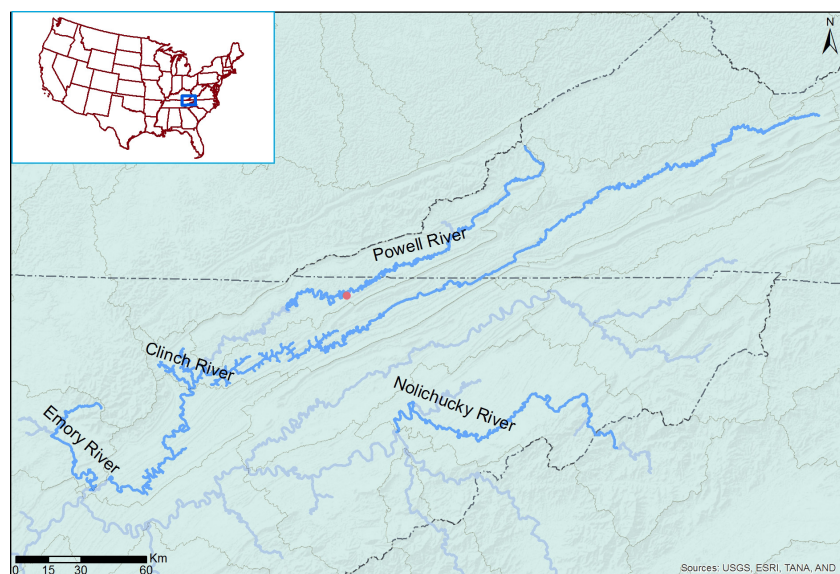 N
Powell River
Clinch River
Nolichucky River
Emory River
Km
0 15 30 60
Sources: USGS, ESRI, TANA, AND